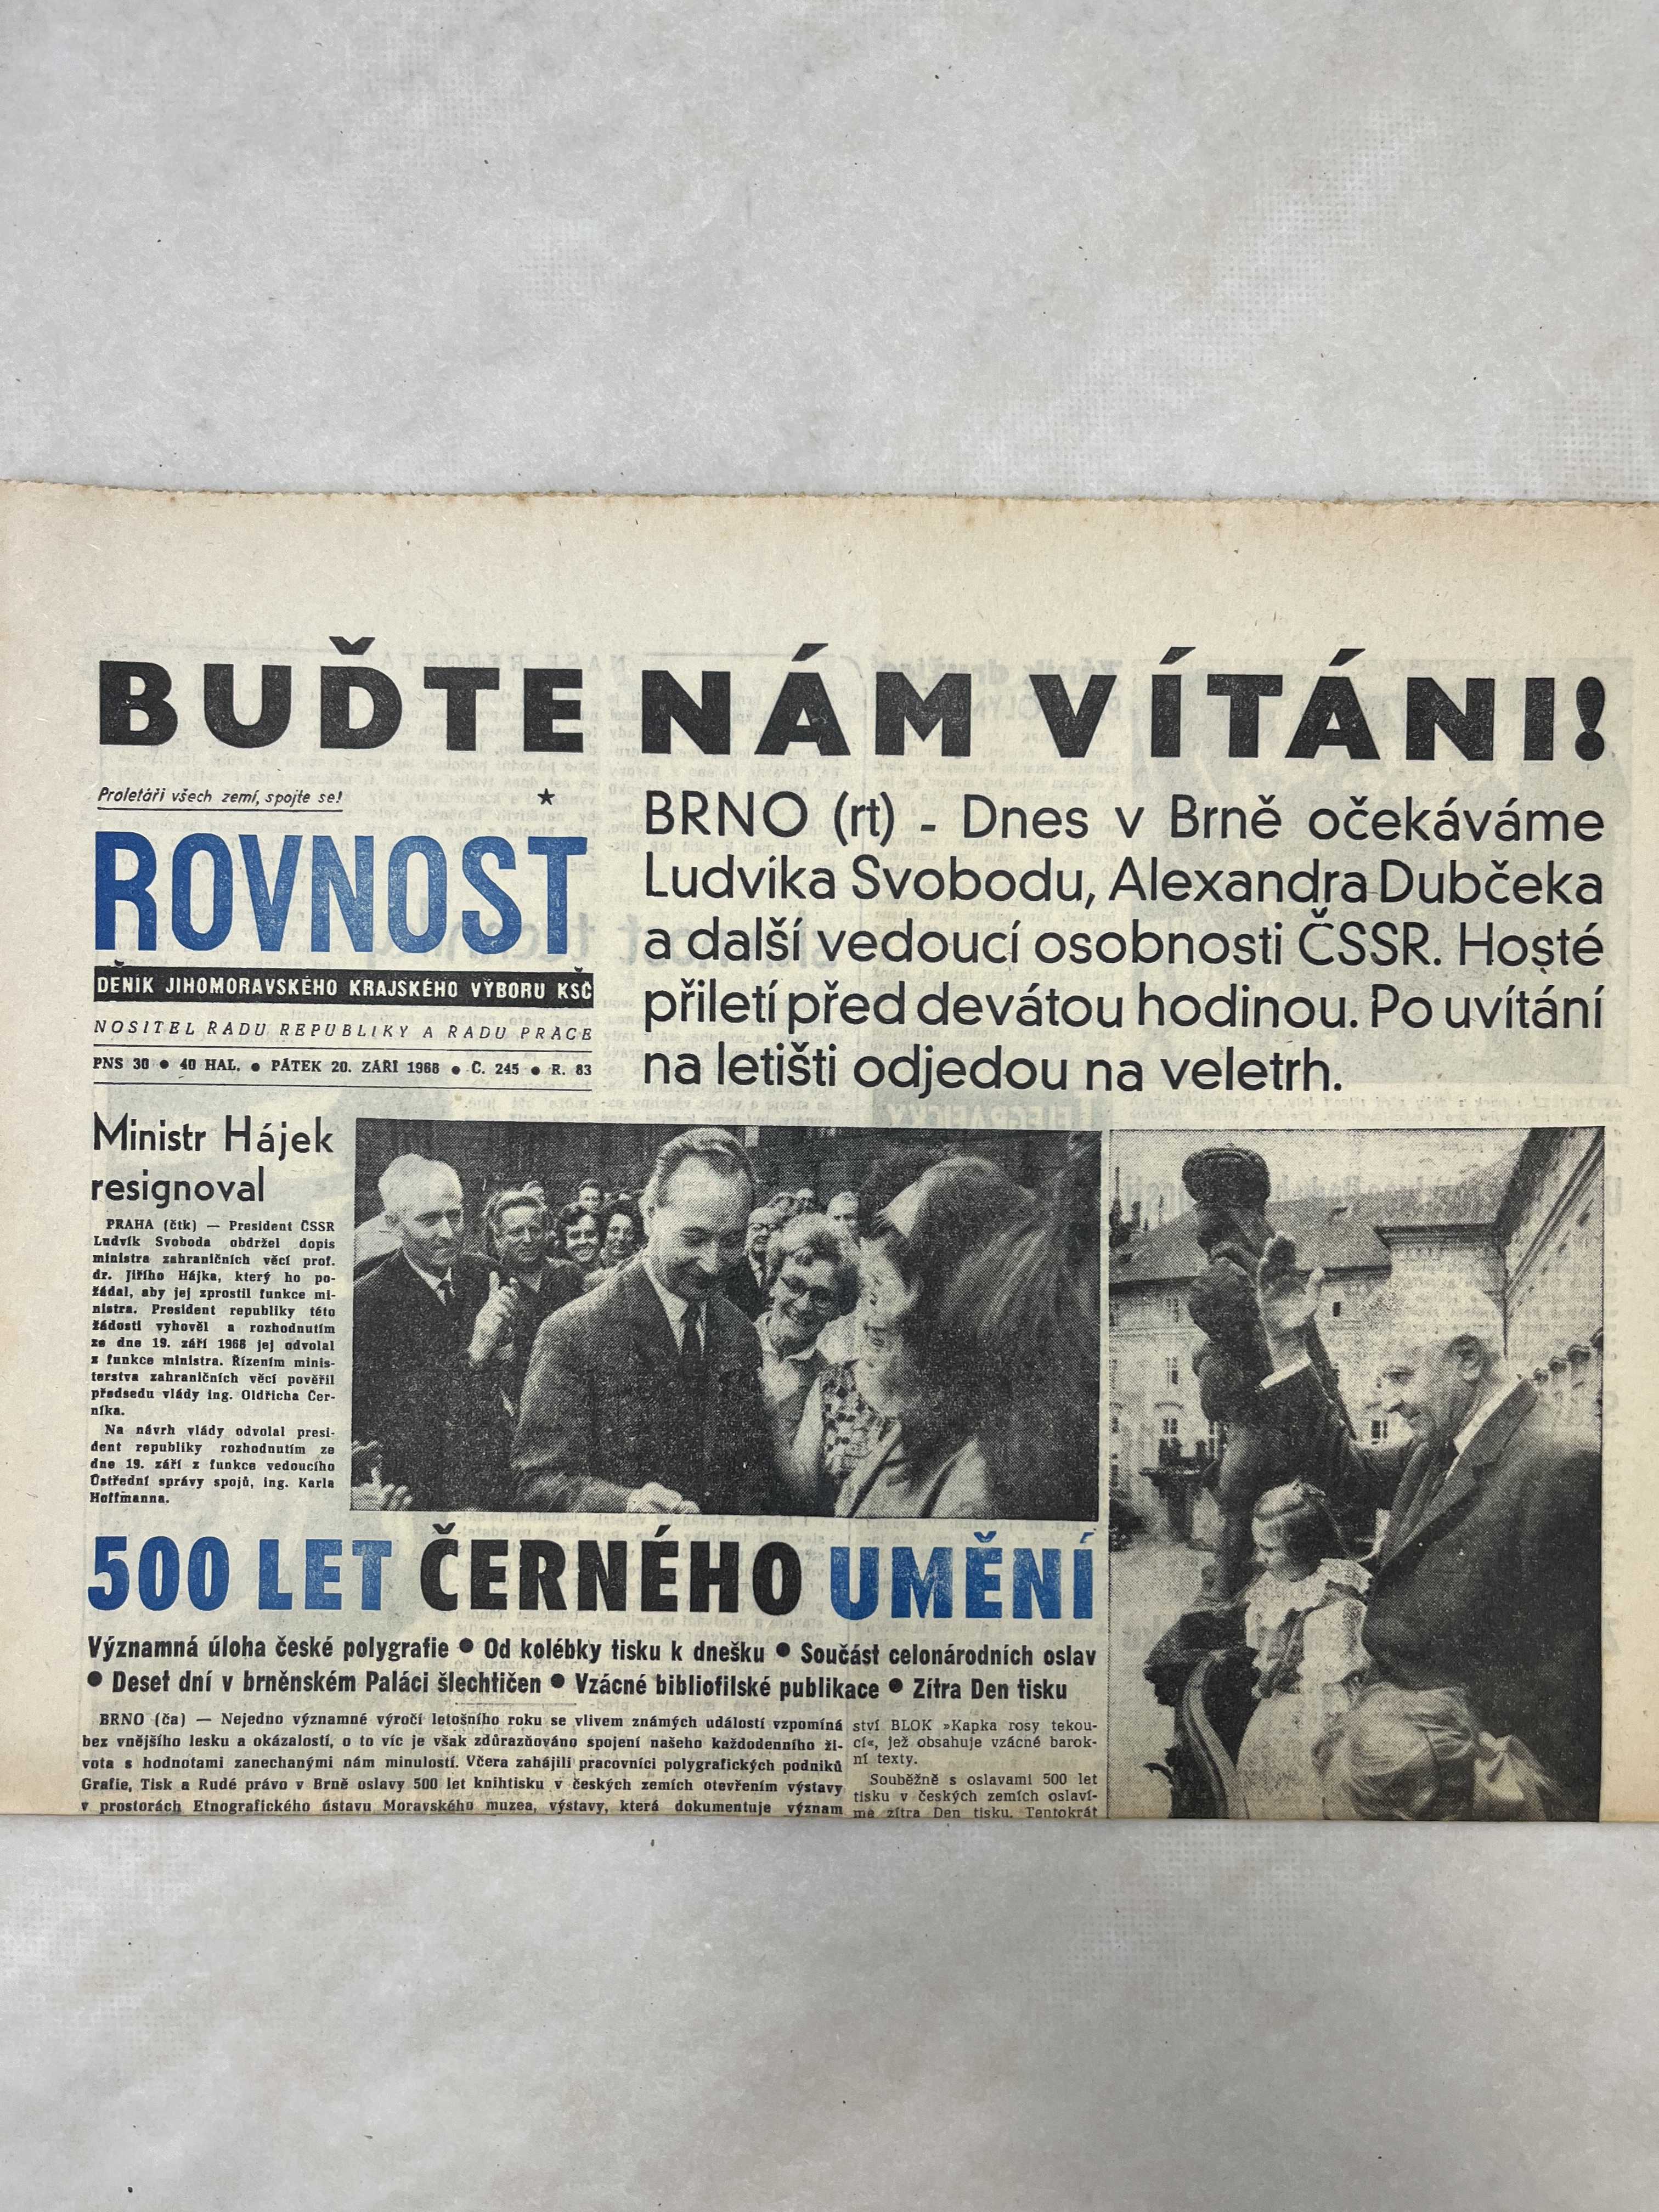 BUĎTE NÁM VÍTÁNI!
Proletáři všech zemí, spojte se!
ROVNOST
DENÍK JIHOMORAVSKÉHO KRAJSKÉHO VÝBORU KSČ
NOSITEL ŘÁDU REPUBLIKY A ŘÁDU PRÁCE
PNS 30 ● 40 HAL. ● PÁTEK 20. ZÁŘÍ 1968 ● Č. 245 ● R. 83
BRNO (rt) - Dnes v Brně očekáváme
Ludvíka Svobodu, Alexandra Dubčeka
a další vedoucí osobnosti ČSSR. Hosté
přiletí před devátou hodinou. Po uvítání
na letišti odjedou na veletrh.
Ministr Hájek
resignoval
PRAHA (čtk) — President ČSSR
Ludvík Svoboda obdržel dopis
ministra zahraničních věcí prof.
dr. Jiřího Hájka, který ho po-
žádal, aby jej zprostil funkce mi-
nistra. President republiky této
žádosti vyhověl a rozhodnutím
ze dne 19. září 1968 jej odvolal
z funkce ministra. Řízením minis-
terstva zahraničních věcí pověřil
předsedu vlády ing. Oldřicha Čer-
níka.
Na návrh vlády odvolal presi-
dent republiky rozhodnutím ze
dne 19. září z funkce vedoucího
Ústřední správy spojů, ing. Karla
Hoffmanna.
500 LET ČERNÉHO UMĚNÍ
Významná úloha české polygrafie ● Od kolébky tisku k dnešku ● Součást celonárodních oslav
● Deset dní v brněnském Paláci šlechtičen ● Vzácné bibliofilské publikace ● Zítra Den tisku
BRNO (ča) — Nejedno významné výročí letošního roku se vlivem známých událostí vzpomíná
bez vnějšího lesku a okázalostí, o to víc je však zdůrazňováno spojení našeho každodenního ži-
vota s hodnotami zanechanými nám minulostí. Včera zahájili pracovníci polygrafických podniků
Grafie, Tisk a Rudé právo v Brně oslavy 500 let knihtisku v českých zemích otevřením výstavy
v prostorách Etnografického ústavu Moravského muzea, výstavy, která dokumentuje význam
ství BLOK »Kapka rosy tekou-
cí«, jež obsahuje vzácné barok-
ní texty.
Souběžně s oslavami 500 let
tisku v českých zemích oslaví-
me zítra Den tisku. Tentokrát